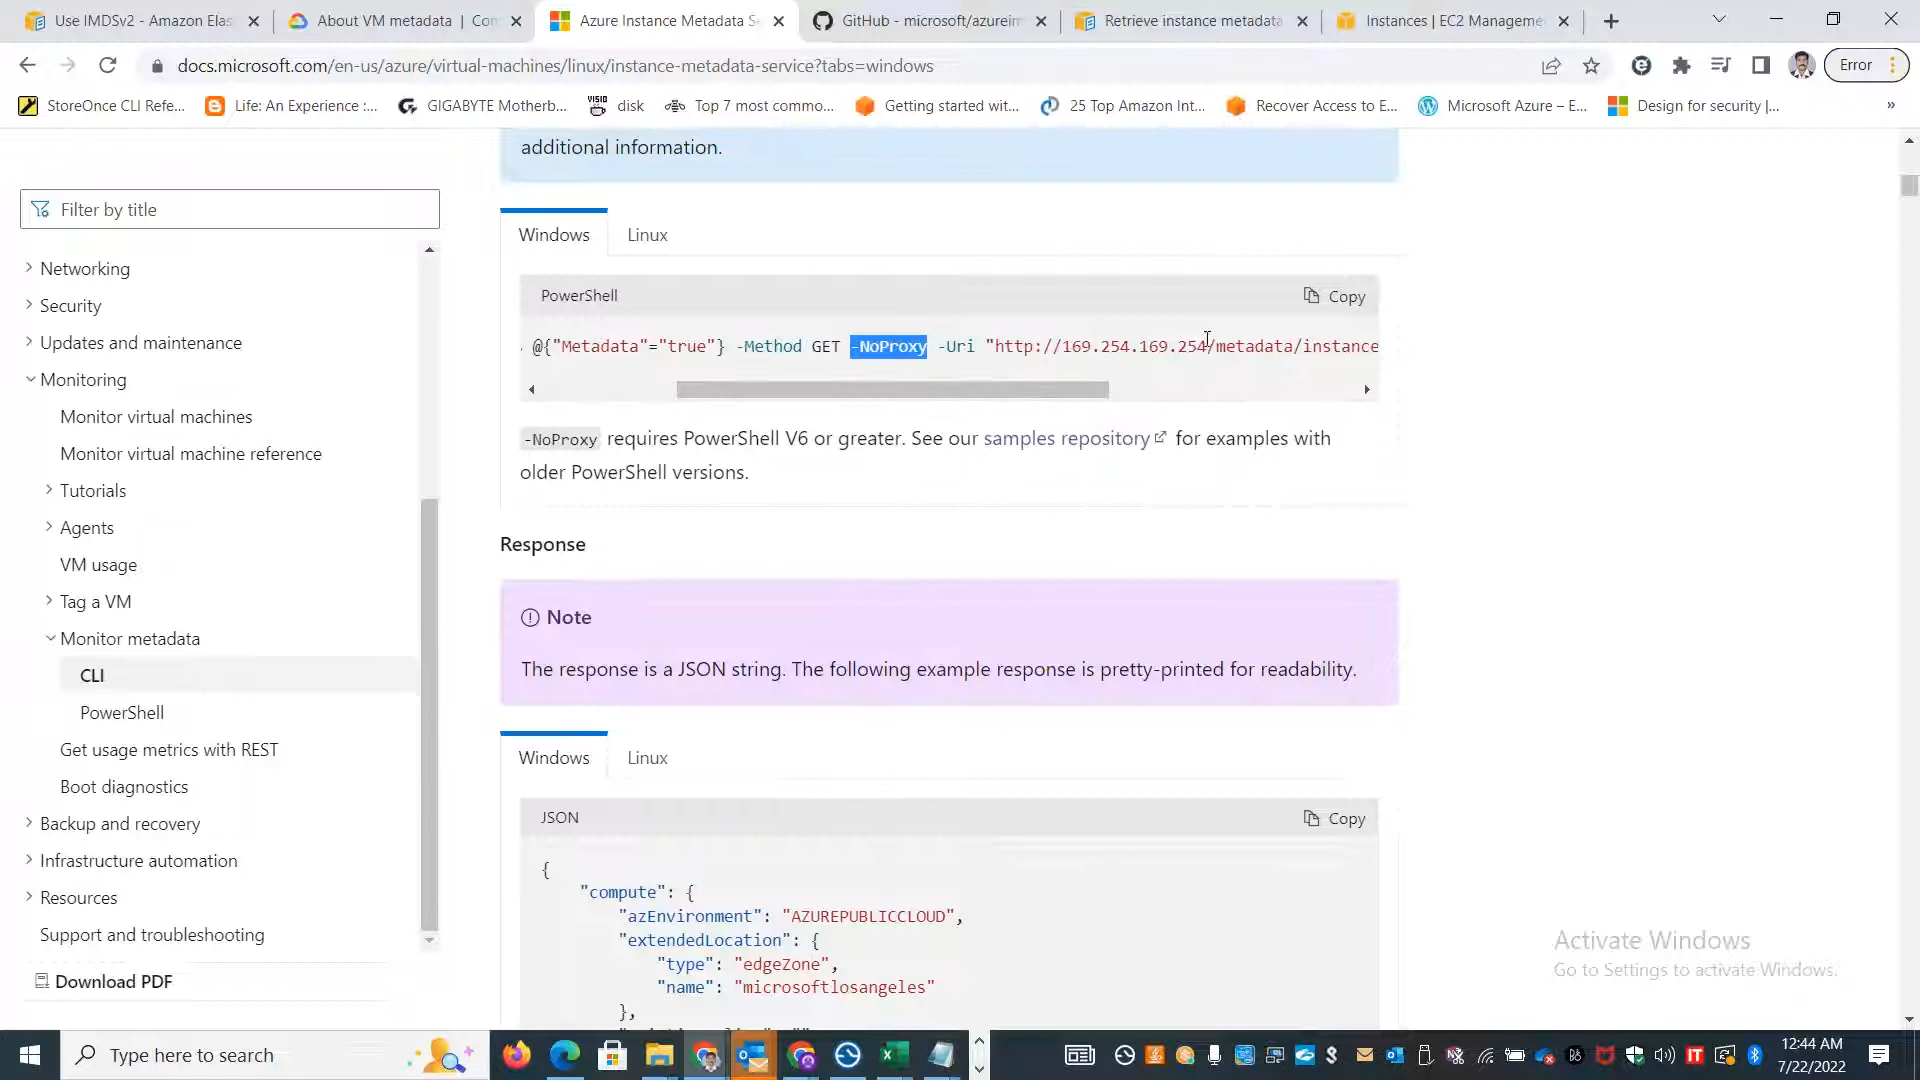 Use IMDSv2 - Amazon Elas
About VM metadata | Com
Azure Instance Metadata Se
GitHub - microsoft/azureim
Retrieve instance metadata
Instances | EC2 Manageme
docs.microsoft.com/en-us/azure/virtual-machines/linux/instance-metadata-service?tabs=windows
Error
StoreOnce CLI Refe...
Life: An Experience :...
GIGABYTE Motherb...
VISIO
disk
Top 7 most commo...
Getting started wit...
25 Top Amazon Int...
Recover Access to E...
Microsoft Azure – E...
Design for security |...
»
Filter by title
Networking
Security
Updates and maintenance
Monitoring
Monitor virtual machines
Monitor virtual machine reference
Tutorials
Agents
VM usage
Tag a VM
Monitor metadata
CLI
PowerShell
Get usage metrics with REST
Boot diagnostics
Backup and recovery
Infrastructure automation
Resources
Support and troubleshooting
Download PDF
additional information.
Windows
Linux
PowerShell
Copy
@{"Metadata"="true"} -Method GET -NoProxy -Uri "http://169.254.169.254/metadata/instance
-NoProxy requires PowerShell V6 or greater. See our samples repository for examples with
older PowerShell versions.
Response
Note
The response is a JSON string. The following example response is pretty-printed for readability.
Windows
Linux
JSON
Copy
{
"compute": {
"azEnvironment": "AZUREPUBLICCLOUD",
"extendedLocation": {
"type": "edgeZone",
"name": "microsoftlosangeles"
},
Activate Windows
Go to Settings to activate Windows.
Type here to search
12:44 AM
7/22/2022